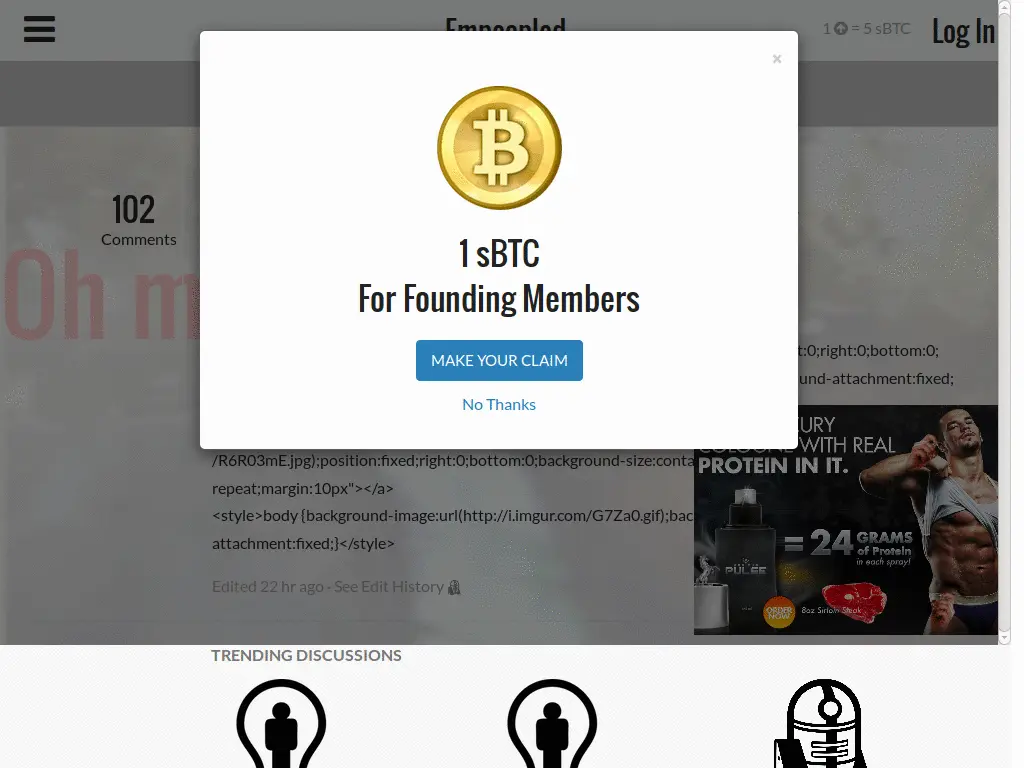 1 = 5 sBTC
Log In
×
102
Comments
Oh m
1 sBTC
For Founding Members
MAKE YOUR CLAIM
No Thanks
t:0;right:0;bottom:0;
und-attachment:fixed;
WITH REAL
PROTEIN IN IT.
/R6R03mE.jpg);position:fixed;right:0;bottom:0;background-size:conta
repeat;margin:10px"></a>
<style>body {background-image:url(http://i.imgur.com/G7Za0.gif);bac
attachment:fixed;}</style>
PÜLSE
= 24 GRAMS
of Protein
in each spray!
ORDER
NOW
8oz Sirloin Steak
Edited 22 hr ago - See Edit History
TRENDING DISCUSSIONS